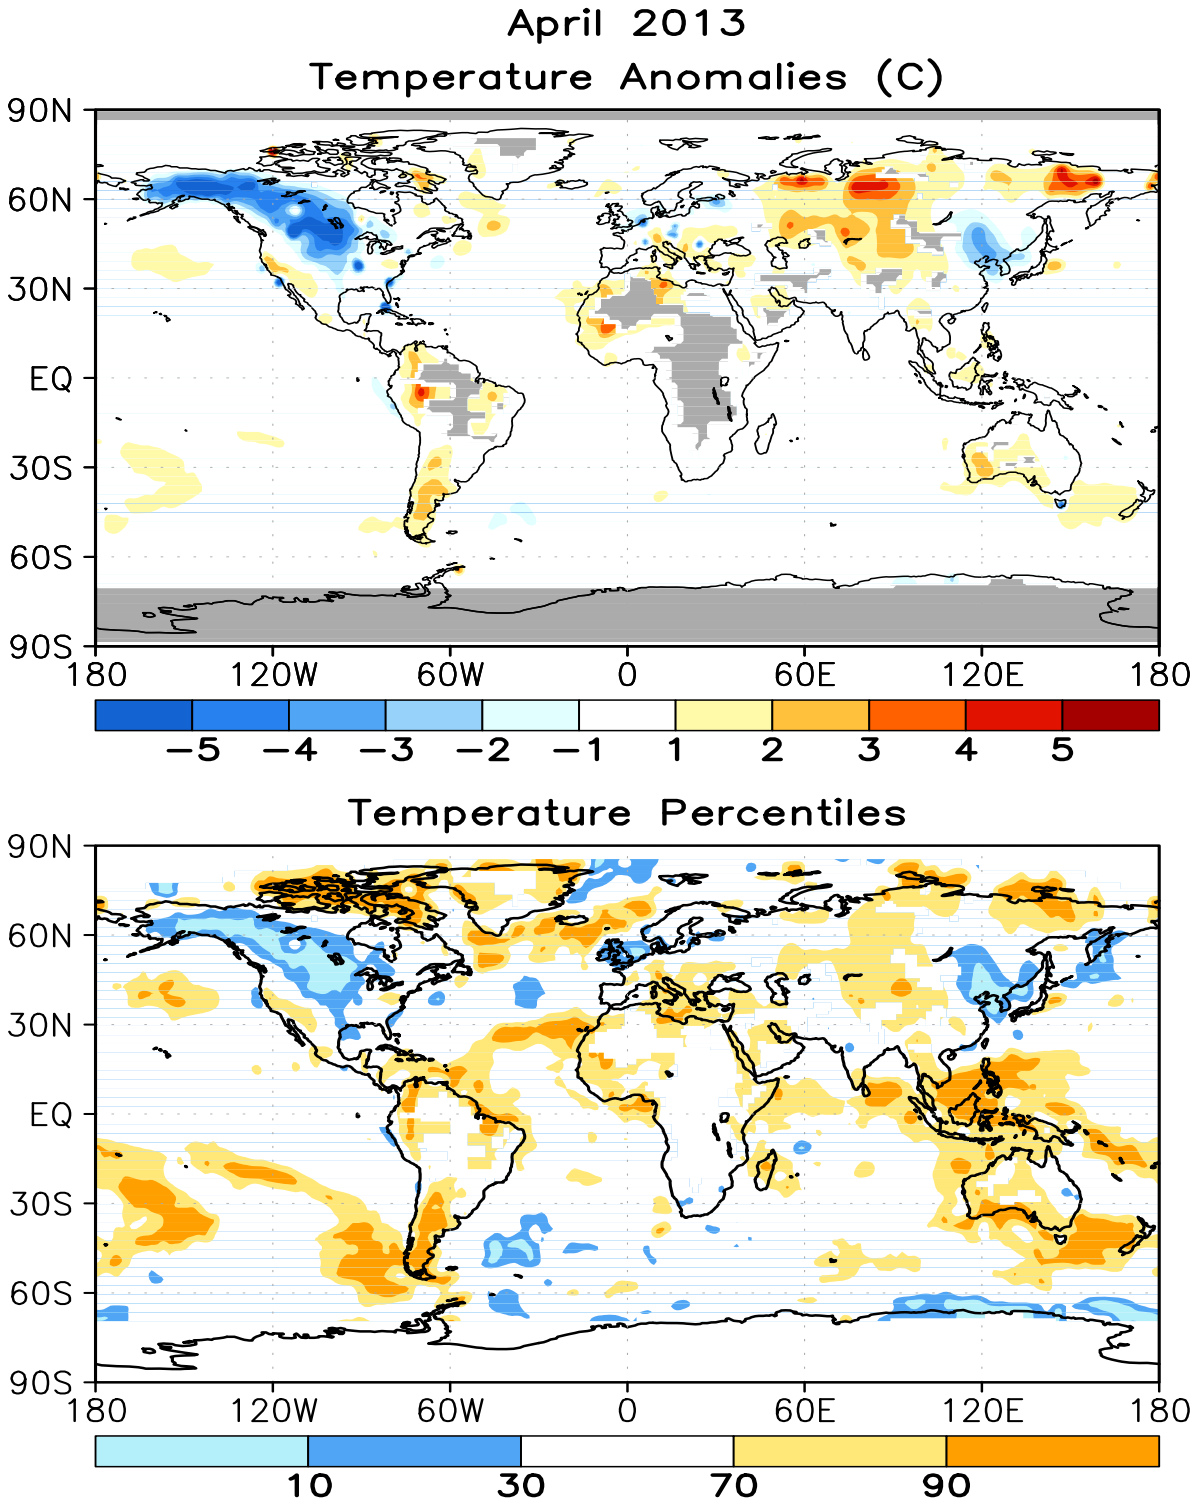 April 2013
Temperature Anomalies (C)
90N
60N
30N
EQ
30S
60S
90S
180 120W 60W 0 60E 120E 180
−5 −4 −3 −2 −1 1 2 3 4 5
Temperature Percentiles
90N
60N
30N
EQ
30S
60S
90S
180 120W 60W 0 60E 120E 180
10 30 70 90